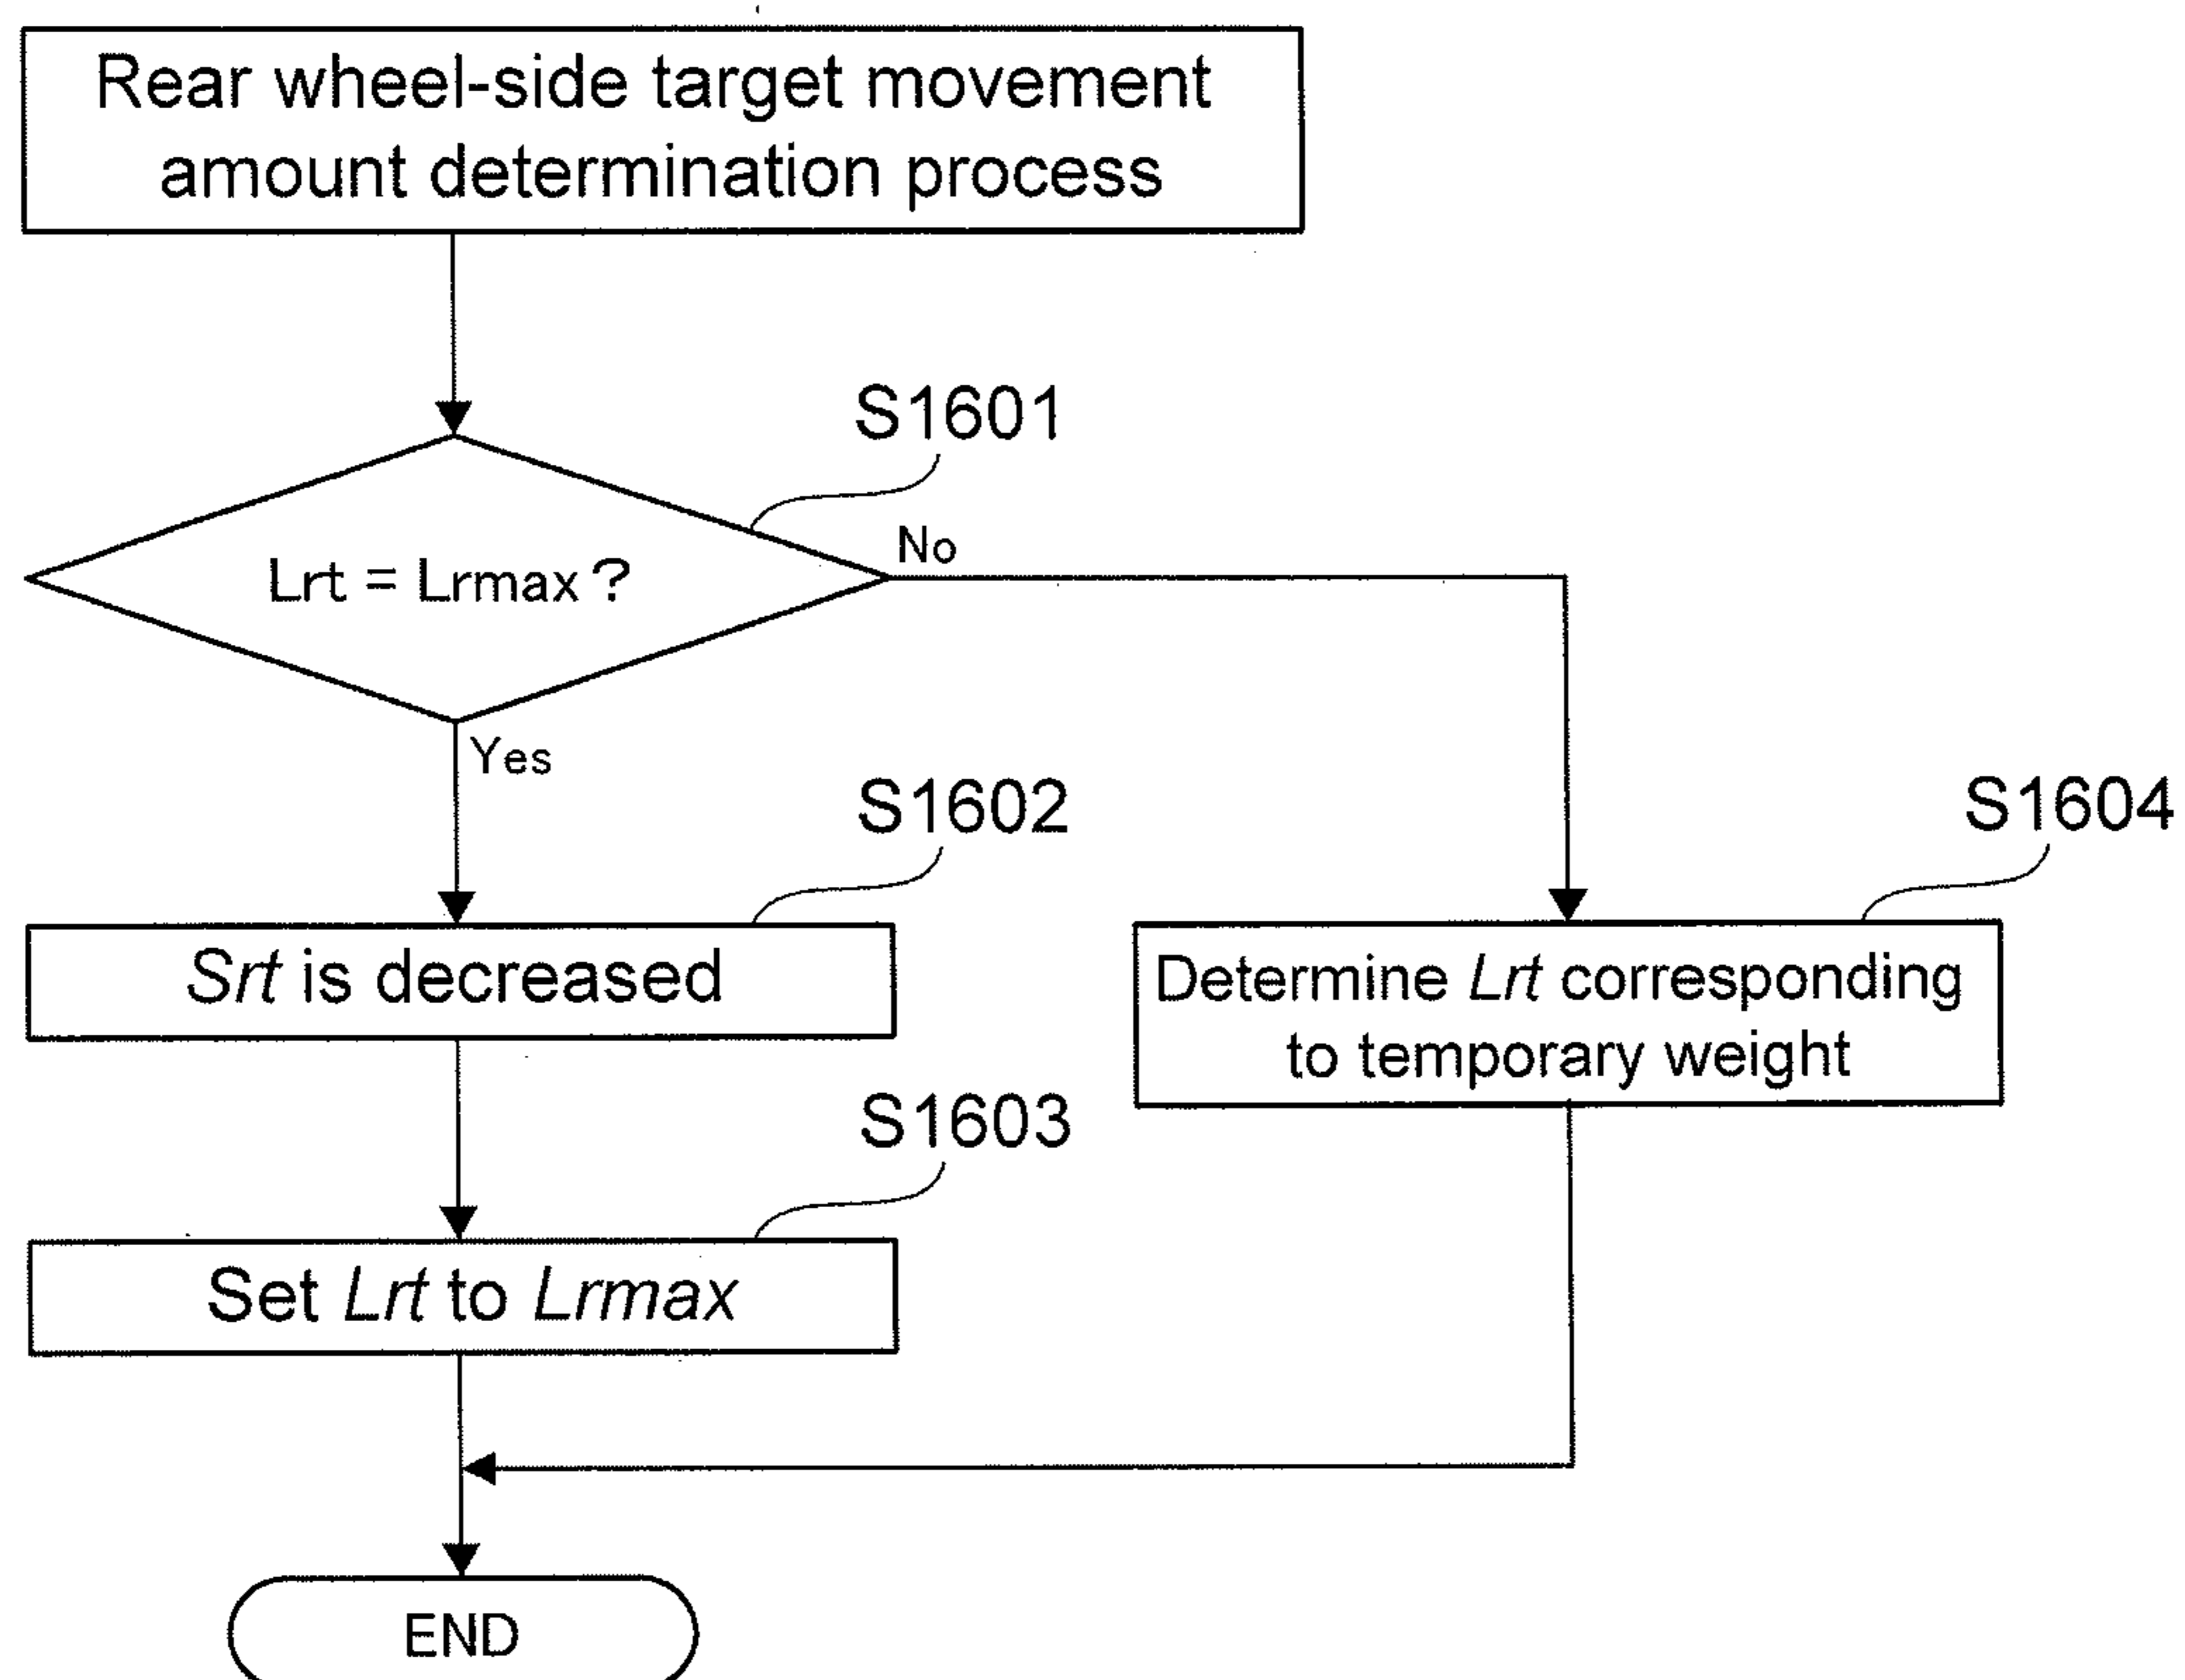 Rear wheel-side target movement
amount determination process
S1601
Lrt = Lrmax ?
No
Yes
S1602
Srt is decreased
S1604
Determine Lrt corresponding
to temporary weight
S1603
Set Lrt to Lrmax
END